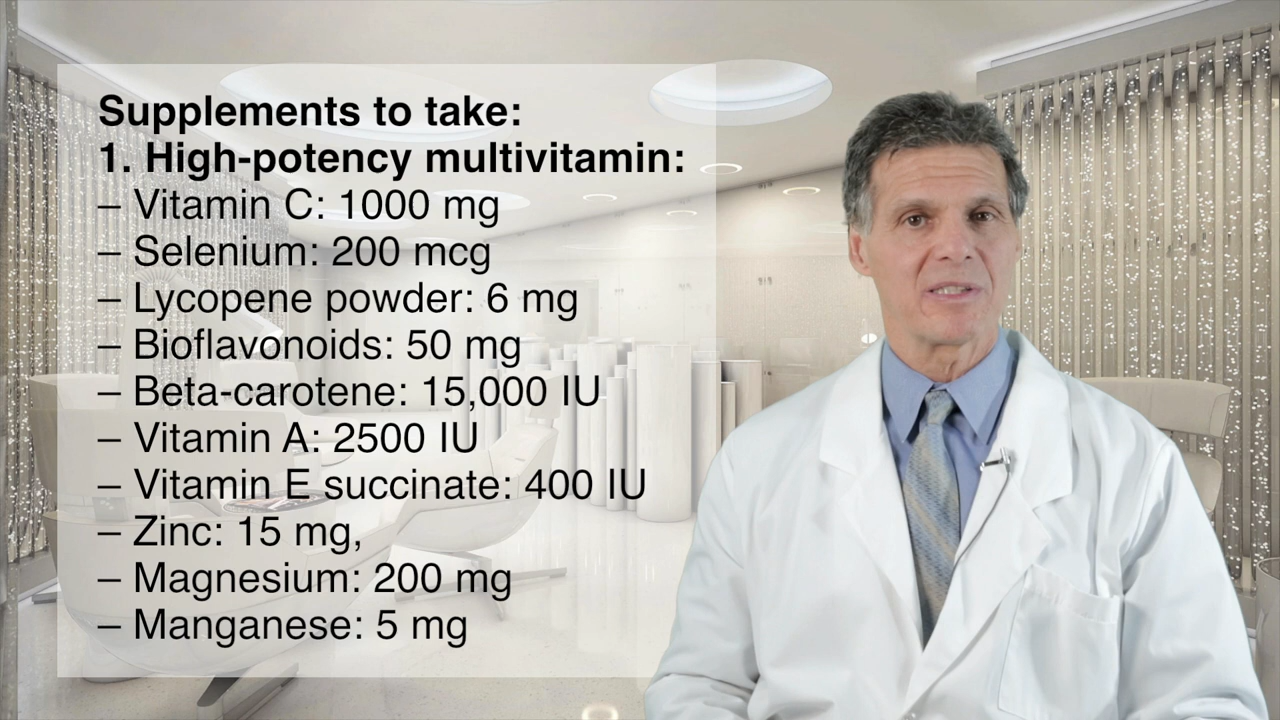 Supplements to take:
1. High-potency multivitamin:
– Vitamin C: 1000 mg
– Selenium: 200 mcg
– Lycopene powder: 6 mg
– Bioflavonoids: 50 mg
– Beta-carotene: 15,000 IU
– Vitamin A: 2500 IU
– Vitamin E succinate: 400 IU
– Zinc: 15 mg,
– Magnesium: 200 mg
– Manganese: 5 mg